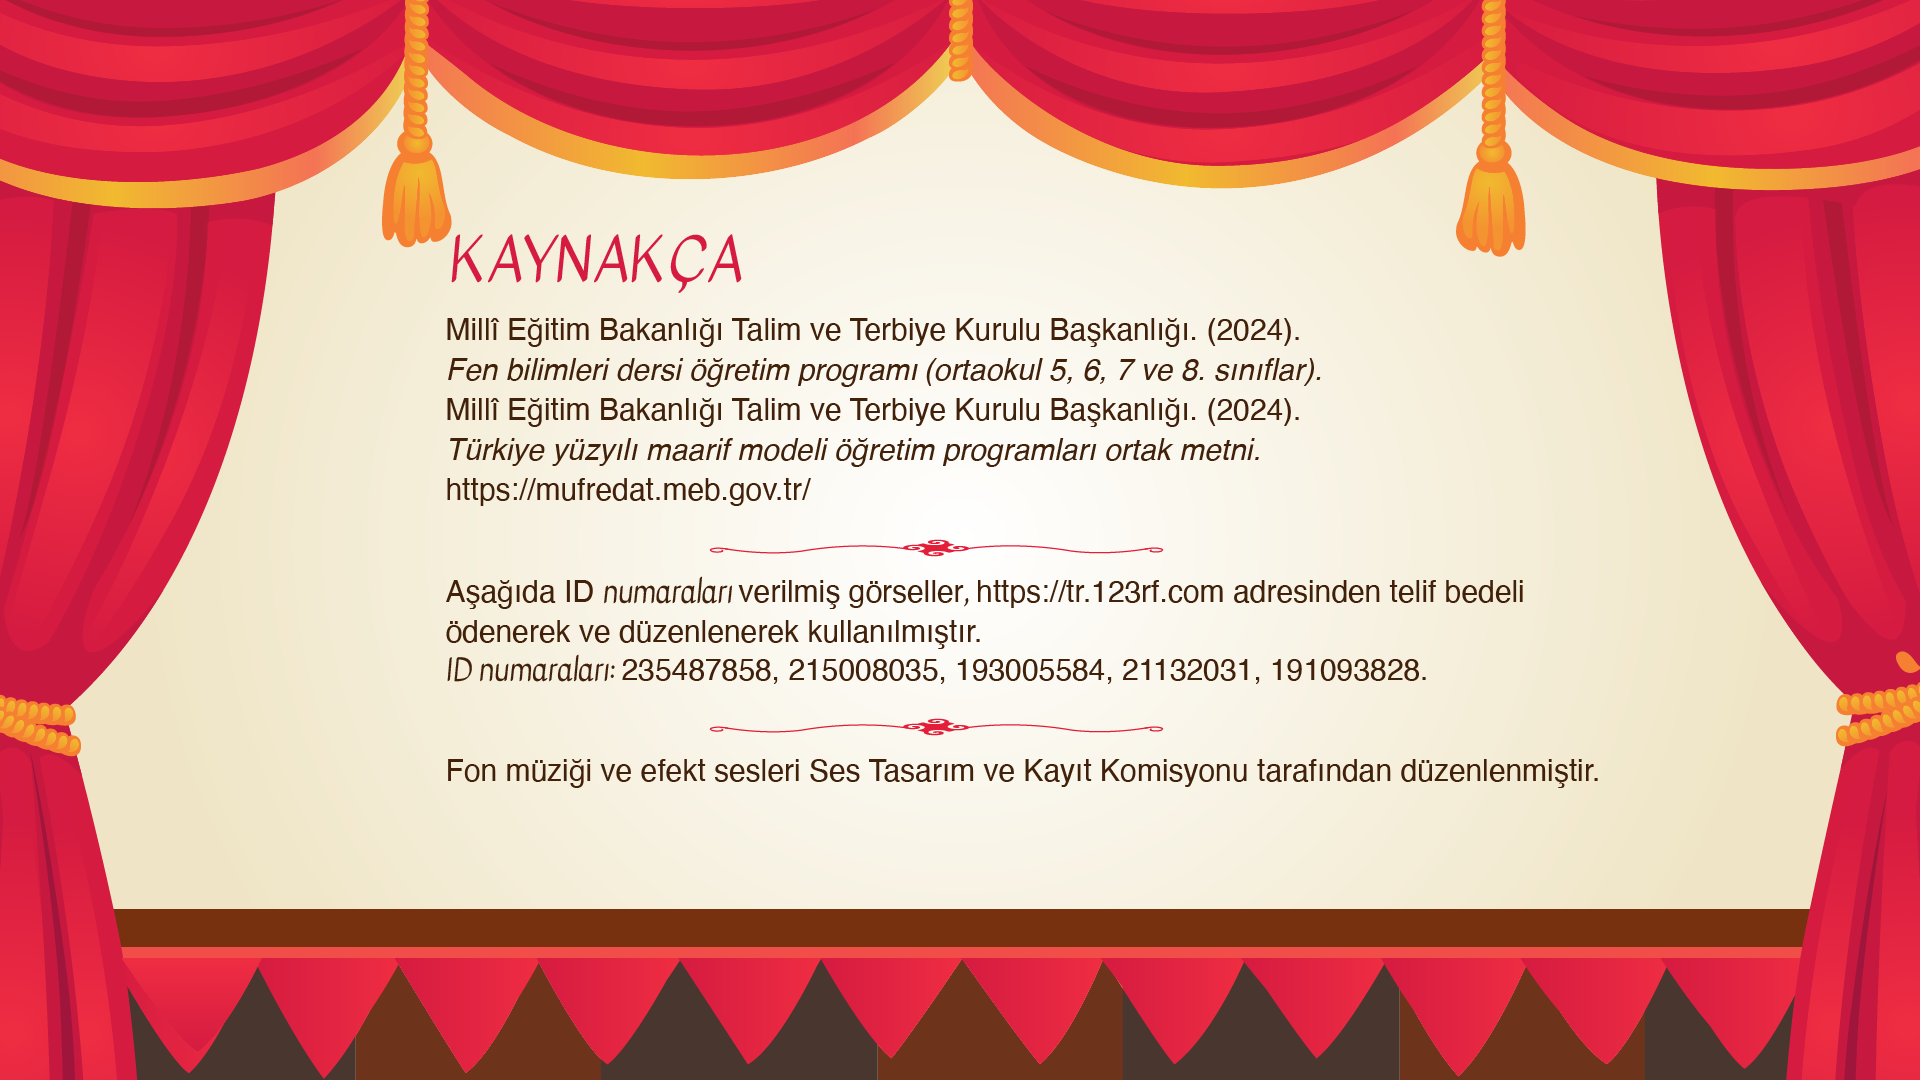 KAYNAKÇA
Millî Eğitim Bakanlığı Talim ve Terbiye Kurulu Başkanlığı. (2024).
Fen bilimleri dersi öğretim programı (ortaokul 5, 6, 7 ve 8. sınıflar).
Millî Eğitim Bakanlığı Talim ve Terbiye Kurulu Başkanlığı. (2024).
Türkiye yüzyılı maarif modeli öğretim programları ortak metni.
https://mufredat.meb.gov.tr/
Aşağıda ID numaraları verilmiş görseller, https://tr.123rf.com adresinden telif bedeli
ödenerek ve düzenlenerek kullanılmıştır.
ID numaraları: 235487858, 215008035, 193005584, 21132031, 191093828.
Fon müziği ve efekt sesleri Ses Tasarım ve Kayıt Komisyonu tarafından düzenlenmiştir.